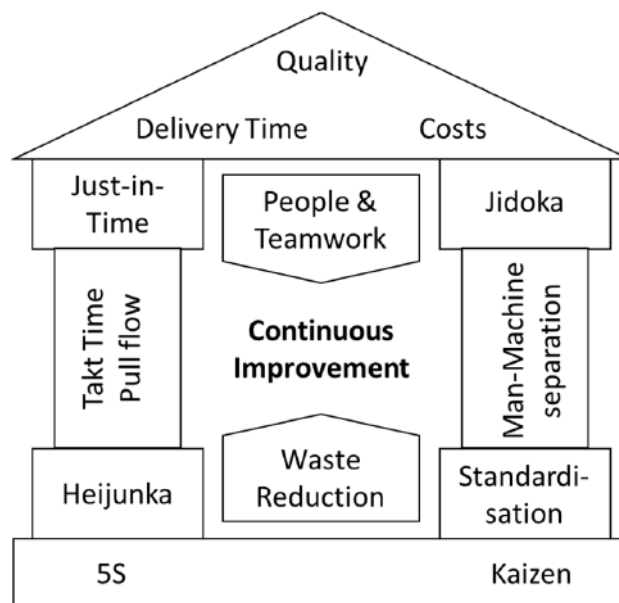 Quality
Delivery Time
Costs
Just-in-
Time
People &
Teamwork
Jidoka
Takt Time
Pull flow
Continuous
Improvement
Man-Machine
separation
Heijunka
Waste
Reduction
Standardi-
sation
5S
Kaizen